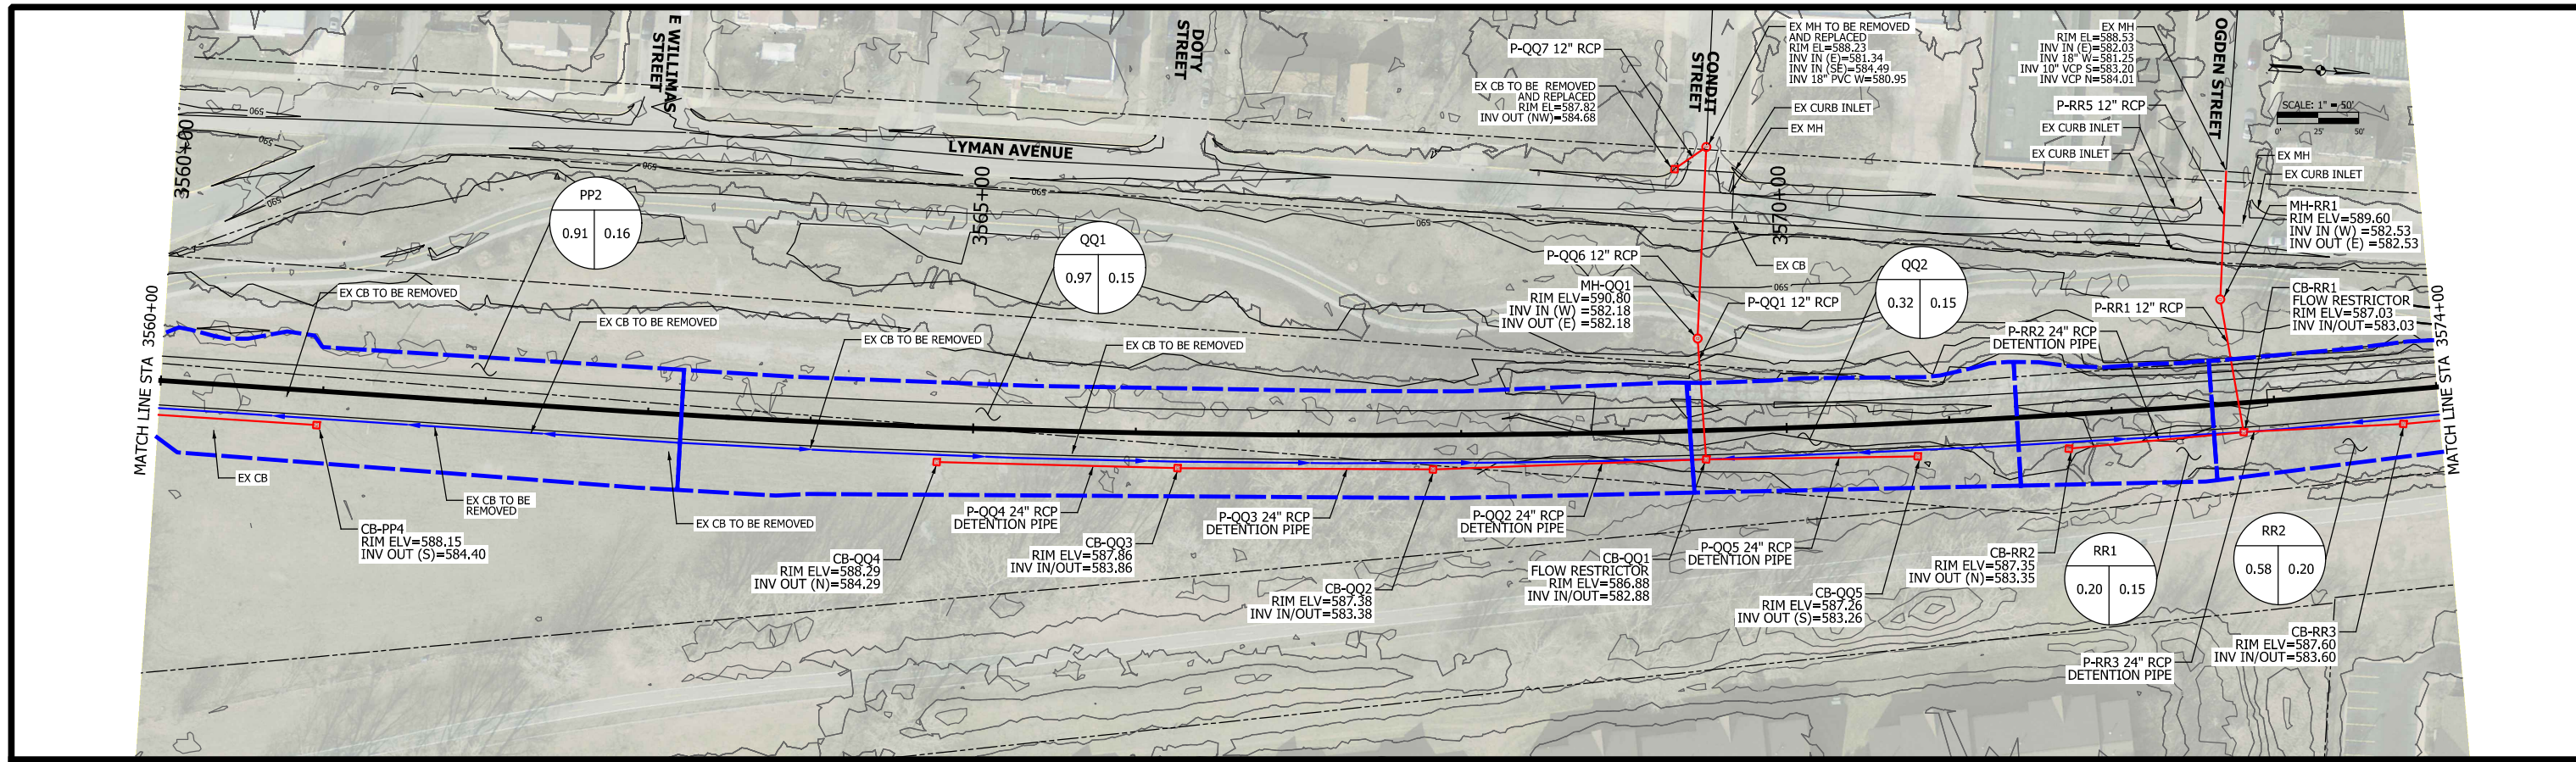 E WILLIMAS
STREET
DOTY
STREET
P-QQ7 12" RCP
EX CB TO BE REMOVED
AND REPLACED
RIM EL=587.82
INV OUT (NW)=584.68
CONDIT
STREET
EX MH TO BE REMOVED
AND REPLACED
RIM EL=588.23
INV IN (E)=581.34
INV IN (SE)=584.49
INV 18" PVC W=580.95
EX CURB INLET
EX MH
EX MH
RIM EL=588.53
INV IN (E)=582.03
INV 18" W=581.25
INV 10" VCP S=583.20
INV VCP N=584.01
P-RR5 12" RCP
EX CURB INLET
EX CURB INLET
OGDEN STREET
SCALE: 1" = 50'
0' 25' 50'
EX MH
EX CURB INLET
MH-RR1
RIM ELV=589.60
INV IN (W) =582.53
INV OUT (E) =582.53
3560+00
590
590
590
590
LYMAN AVENUE
590
590
590
3565+00
3570+00
PP2
0.91 0.16
QQ1
0.97 0.15
QQ2
0.32 0.15
P-QQ6 12" RCP
MH-QQ1
RIM ELV=590.80
INV IN (W) =582.18
INV OUT (E) =582.18
EX CB
P-QQ1 12" RCP
P-RR1 12" RCP
P-RR2 24" RCP
DETENTION PIPE
CB-RR1
FLOW RESTRICTOR
RIM ELV=587.03
INV IN/OUT=583.03
MATCH LINE STA 3560+00
MATCH LINE STA 3574+00
EX CB TO BE REMOVED
EX CB TO BE REMOVED
EX CB TO BE REMOVED
EX CB TO BE REMOVED
EX CB
EX CB TO BE
REMOVED
CB-PP4
RIM ELV=588.15
INV OUT (S)=584.40
EX CB TO BE REMOVED
CB-QQ4
RIM ELV=588.29
INV OUT (N)=584.29
P-QQ4 24" RCP
DETENTION PIPE
CB-QQ3
RIM ELV=587.86
INV IN/OUT=583.86
P-QQ3 24" RCP
DETENTION PIPE
CB-QQ2
RIM ELV=587.38
INV IN/OUT=583.38
P-QQ2 24" RCP
DETENTION PIPE
CB-QQ1
FLOW RESTRICTOR
RIM ELV=586.88
INV IN/OUT=582.88
P-QQ5 24" RCP
DETENTION PIPE
CB-QQ5
RIM ELV=587.26
INV OUT (S)=583.26
CB-RR2
RIM ELV=587.35
INV OUT (N)=583.35
RR1
0.20 0.15
RR2
0.58 0.20
P-RR3 24" RCP
DETENTION PIPE
CB-RR3
RIM ELV=587.60
INV IN/OUT=583.60